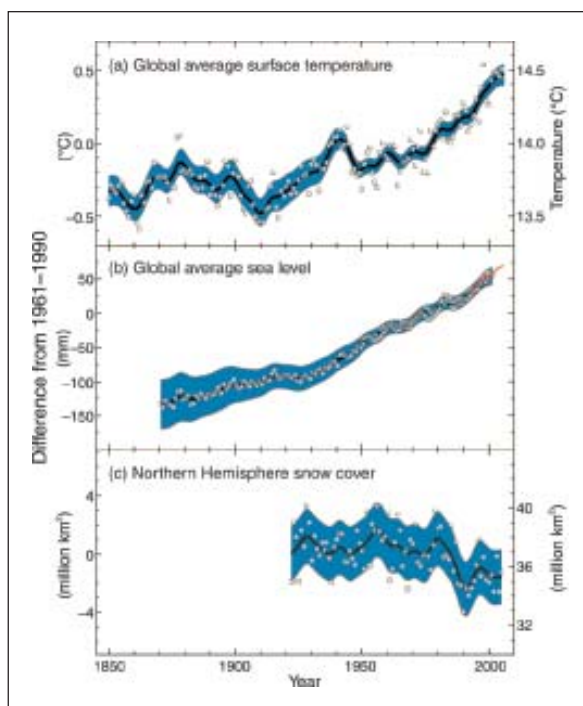 Difference from 1961–1990
(a) Global average surface temperature
0.5
0.0
−0.5
(°C)
14.5
14.0
13.5
Temperature (°C)
(b) Global average sea level
50
0
−50
−100
−150
(mm)
(c) Northern Hemisphere snow cover
4
0
−4
(million km²)
40
36
32
(million km²)
1850
1900
1950
2000
Year